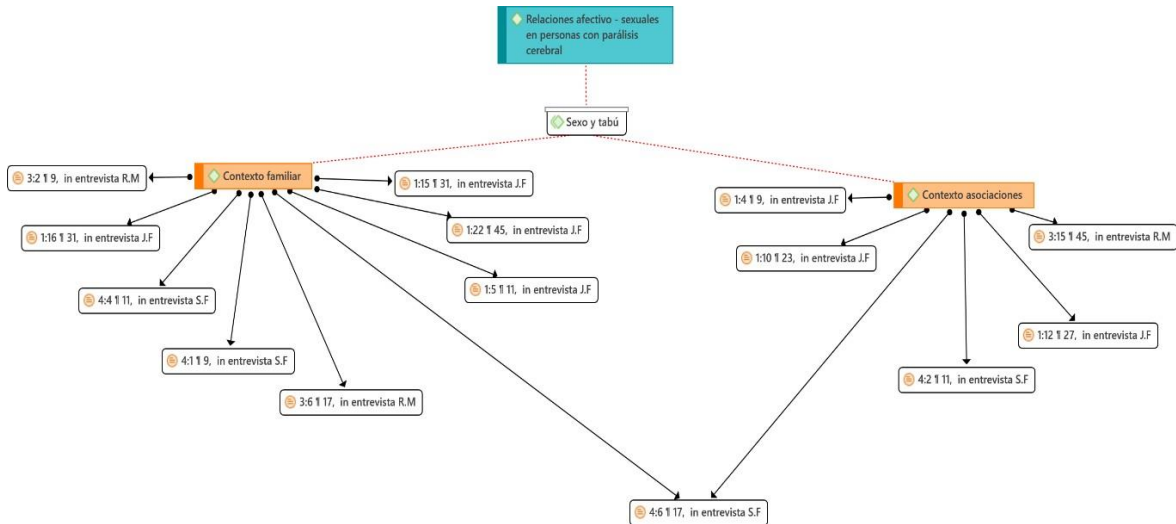 Relaciones afectivo - sexuales
en personas con parálisis
cerebral
Sexo y tabú
Contexto familiar
Contexto asociaciones
3:2 ¶ 9, in entrevista R.M
1:15 ¶ 31, in entrevista J.F
1:4 ¶ 9, in entrevista J.F
1:16 ¶ 31, in entrevista J.F
1:22 ¶ 45, in entrevista J.F
3:15 ¶ 45, in entrevista R.M
1:10 ¶ 23, in entrevista J.F
4:4 ¶ 11, in entrevista S.F
1:5 ¶ 11, in entrevista J.F
1:12 ¶ 27, in entrevista J.F
4:1 ¶ 9, in entrevista S.F
4:2 ¶ 11, in entrevista S.F
3:6 ¶ 17, in entrevista R.M
4:6 ¶ 17, in entrevista S.F